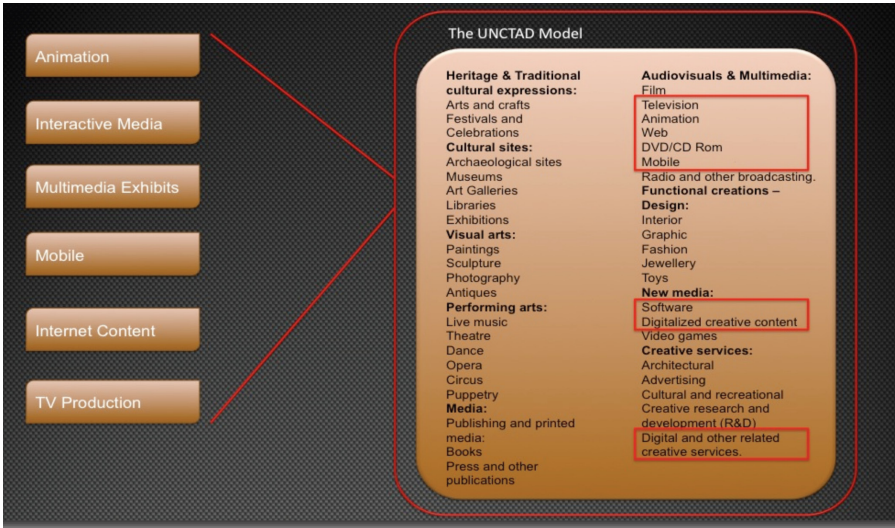 Animation
Interactive Media
Multimedia Exhibits
Mobile
Internet Content
TV Production
The UNCTAD Model
Heritage & Traditional
cultural expressions:
Arts and crafts
Festivals and
Celebrations
Cultural sites:
Archaeological sites
Museums
Art Galleries
Libraries
Exhibitions
Visual arts:
Paintings
Sculpture
Photography
Antiques
Performing arts:
Live music
Theatre
Dance
Opera
Circus
Puppetry
Media:
Publishing and printed
media:
Books
Press and other
publications
Audiovisuals & Multimedia:
Film
Television
Animation
Web
DVD/CD Rom
Mobile
Radio and other broadcasting.
Functional creations –
Design:
Interior
Graphic
Fashion
Jewellery
Toys
New media:
Software
Digitalized creative content
Video games
Creative services:
Architectural
Advertising
Cultural and recreational
Creative research and
development (R&D)
Digital and other related
creative services.